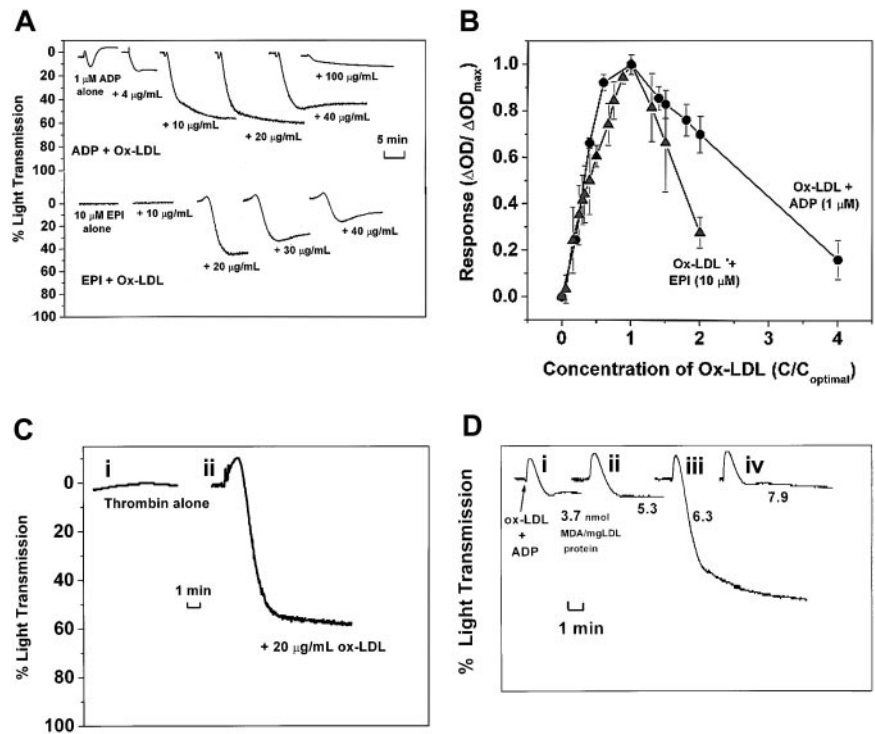 A
% Light Transmission
0
20
40
60
80
100
0
20
40
60
80
100
1 µM ADP
alone
+ 4 µg/mL
+ 10 µg/mL
+ 20 µg/mL
+ 100 µg/mL
+ 40 µg/mL
ADP + Ox-LDL
5 min
10 µM EPI
alone
+ 10 µg/mL
+ 20 µg/mL
+ 30 µg/mL
+ 40 µg/mL
EPI + Ox-LDL
B
Response (ΔOD/ ΔODmax)
1.0
0.8
0.6
0.4
0.2
0.0
Ox-LDL +
ADP (1 µM)
Ox-LDL +
EPI (10 µM)
0 1 2 3 4
Concentration of Ox-LDL (C/Coptimal)
C
% Light Transmission
0
20
40
60
80
100
i
ii
Thrombin alone
1 min
+ 20 µg/mL ox-LDL
D
% Light Transmission
i
ii
iii
iv
ox-LDL
+
ADP
3.7 nmol
MDA/mgLDL
protein
5.3
6.3
7.9
1 min